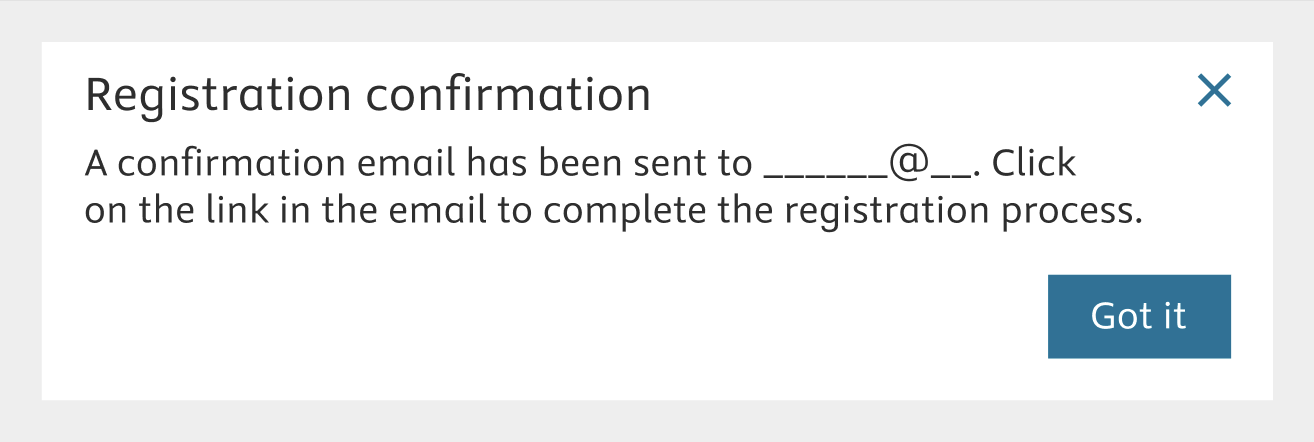 Registration confirmation
A confirmation email has been sent to ______@__. Click
on the link in the email to complete the registration process.
Got it